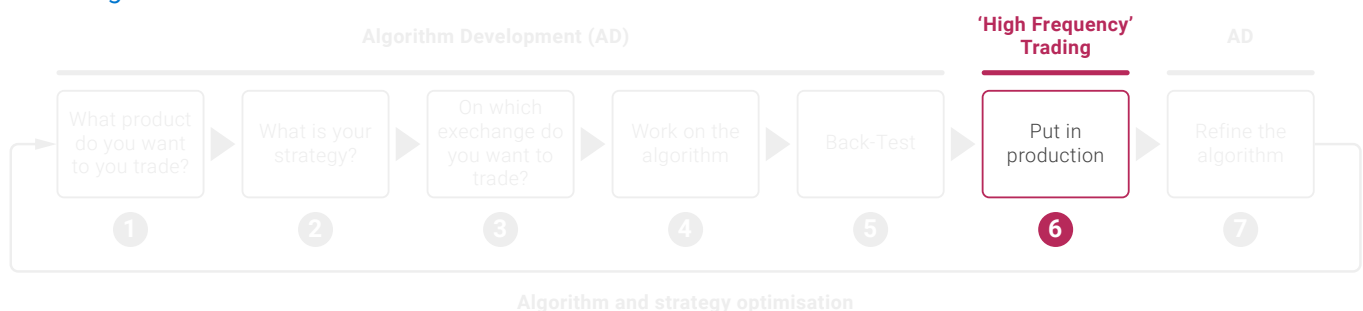 Algorithm Development (AD)
‘High Frequency’
Trading
AD
What product
do you want
to you trade?
What is your
strategy?
On which
exechange do
you want to
trade?
Work on the
algorithm
Back-Test
Put in
production
Refine the
algorithm
1
2
3
4
5
6
7
Algorithm and strategy optimisation